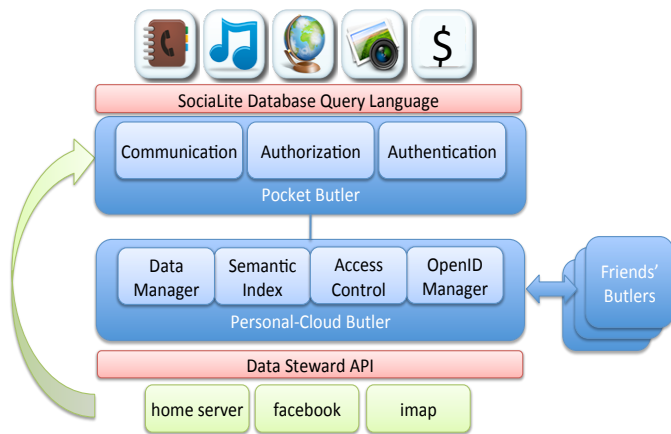 $
SociaLite Database Query Language
Communication Authorization Authentication
Pocket Butler
Data Manager
Semantic Index
Access Control
OpenID Manager
Personal-Cloud Butler
Friends'
Butlers
Data Steward API
home server facebook imap